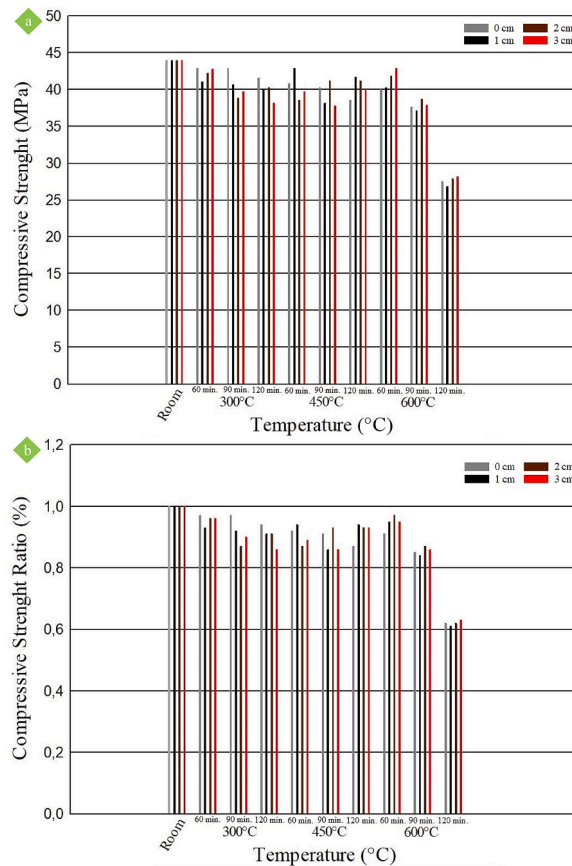 a
50
45
40
35
30
25
20
15
10
5
0
Compressive Strenght (MPa)
0 cm 2 cm
1 cm 3 cm
Room
60 min. 90 min. 120 min. 60 min. 90 min. 120 min. 60 min. 90 min. 120 min.
300°C 450°C 600°C
Temperature (°C)
b
1,2
1,0
0,8
0,6
0,4
0,2
0,0
Compressive Strenght Ratio (%)
0 cm 2 cm
1 cm 3 cm
Room
60 min. 90 min. 120 min. 60 min. 90 min. 120 min. 60 min. 90 min. 120 min.
300°C 450°C 600°C
Temperature (°C)